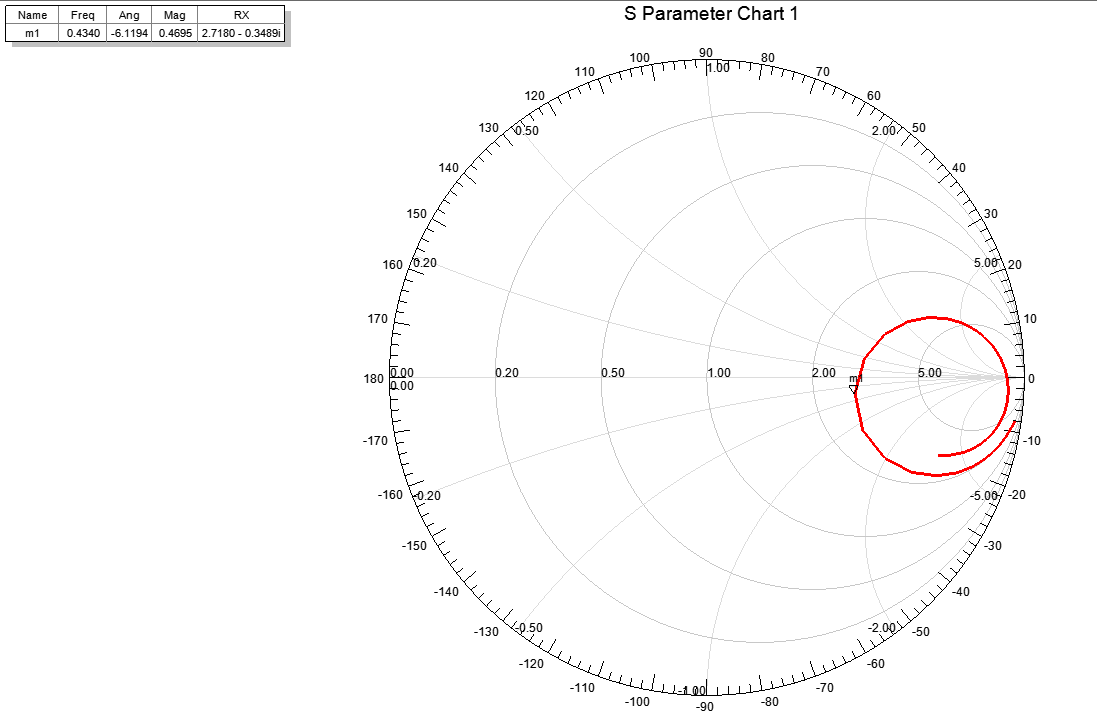 S Parameter Chart 1
Name Freq Ang Mag RX
m1 0.4340 -6.1194 0.4695 2.7180 - 0.3489i
90
100 80
1.00
110 70
120 60
130 0.50 2.00 50
140 40
150 30
160 0.20 5.00 20
170 10
0.00 0.20 0.50 1.00 2.00 5.00
180 0
0.00
m1
-170 -10
-160 -0.20 -5.00 -20
-150 -30
-140 -40
-130 -0.50 -2.00 -50
-120 -60
-110 -70
-1.00
-100 -80
-90